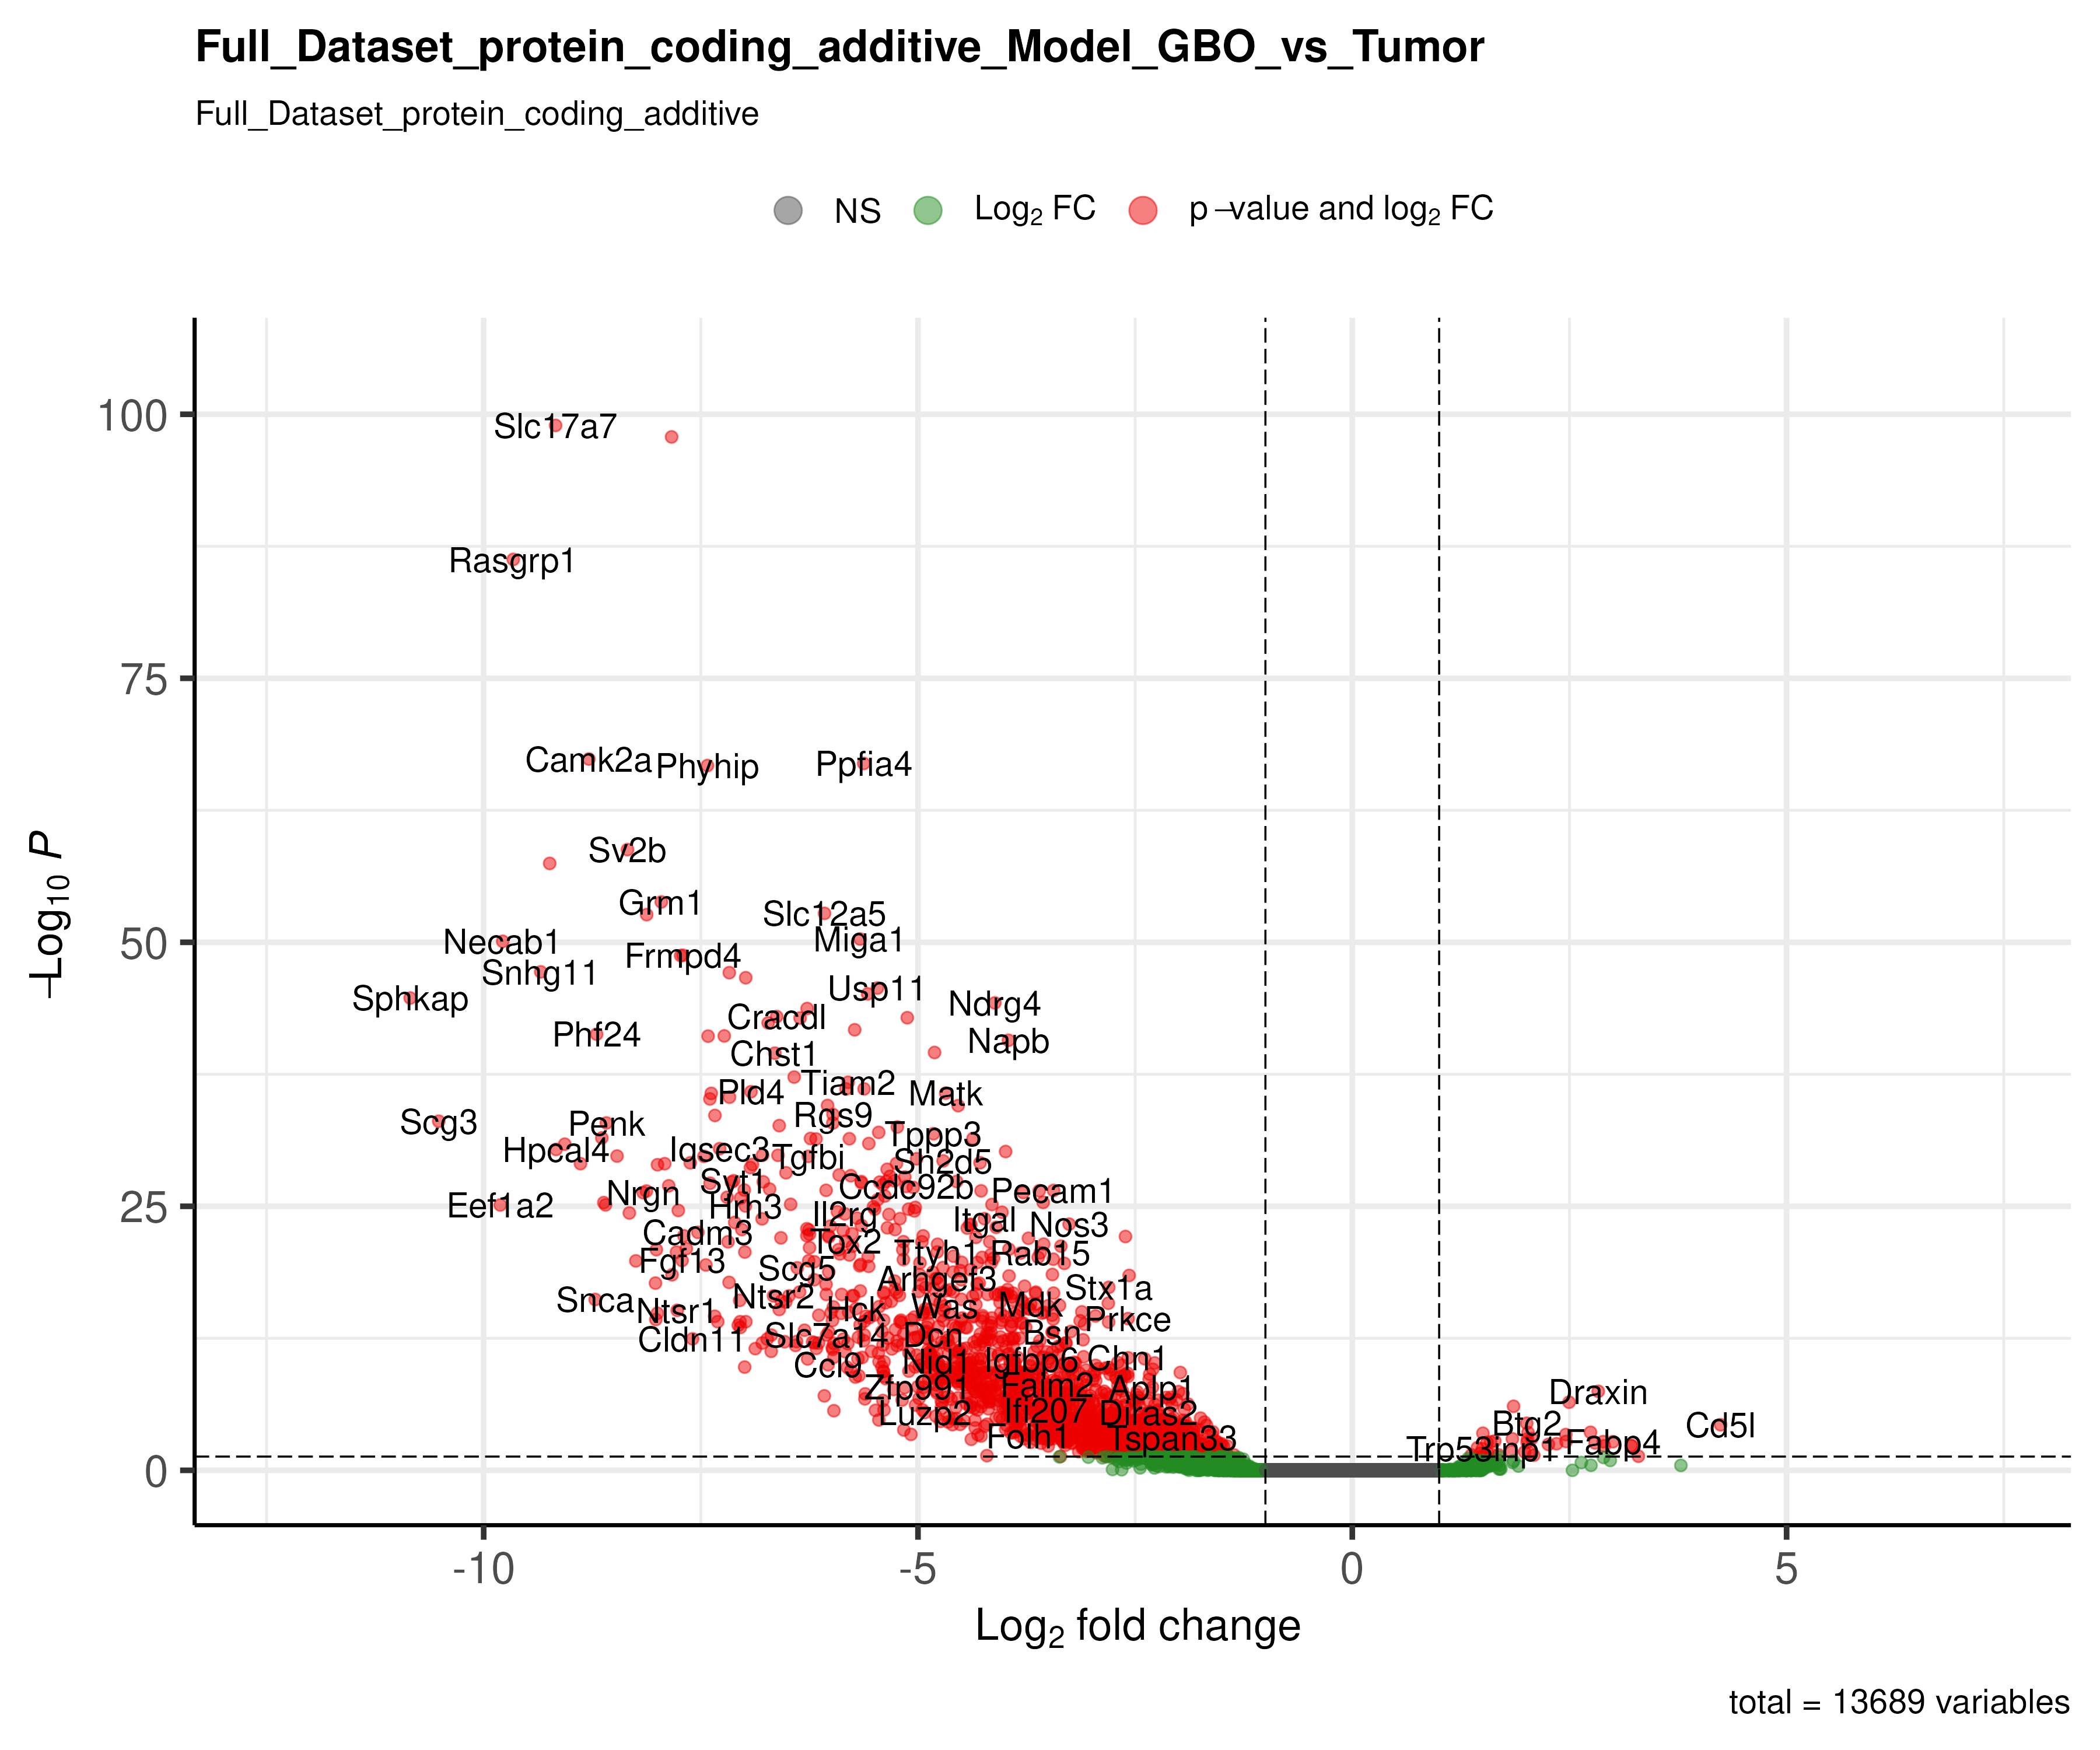 Full_Dataset_protein_coding_additive_Model_GBO_vs_Tumor
Full_Dataset_protein_coding_additive
NS
Log2 FC
p−value and log2 FC
100
75
50
25
0
−Log10 P
Slc17a7
Rasgrp1
Camk2a
Phyhip
Ppfia4
Sv2b
Grm1
Slc12a5
Necab1
Miga1
Frmpd4
Snhg11
Sphkap
Usp11
Ndrg4
Cracdl
Phf24
Napb
Chst1
Tiam2
Pld4
Matk
Rgs9
Scg3
Penk
Tppp3
Hpcal4
Iqsec3
Tgfbi
Sh2d5
Syt1
Ccdc92b
Pecam1
Nrgn
Eef1a2
Hrh3
Il2rg
Itgal
Nos3
Cadm3
Tox2
Ttyh1
Rab15
Fgf13
Scg5
Arhgef3
Stx1a
Snca
Ntsr2
Ntsr1
Hck
Was
Mdk
Prkce
Cldn11
Slc7a14
Dcn
Bsn
Ccl9
Nid1
Igfbp6
Chn1
Zfp991
Faim2
Aplp1
Luzp2
Ifi207
Diras2
Folh1
Tspan33
Draxin
Btg2
Cd5l
Trp53inp1
Fabp4
-10
-5
0
5
Log2 fold change
total = 13689 variables